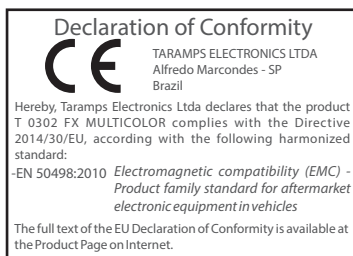 Declaration of Conformity
CE
TARAMPS ELECTRONICS LTDA
Alfredo Marcondes - SP
Brazil
Hereby, Taramps Electronics Ltda declares that the product
T 0302 FX MULTICOLOR complies with the Directive
2014/30/EU, according with the following harmonized
standard:
-EN 50498:2010 Electromagnetic compatibility (EMC) -
Product family standard for aftermarket
electronic equipment in vehicles
The full text of the EU Declaration of Conformity is available at
the Product Page on Internet.